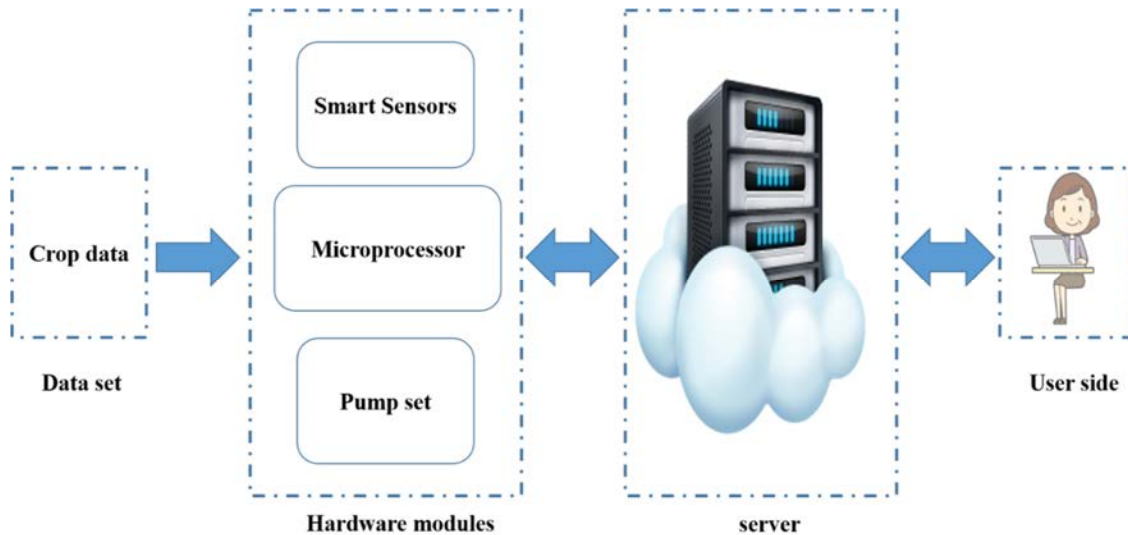 Crop data
Data set
Smart Sensors
Microprocessor
Pump set
Hardware modules
server
User side